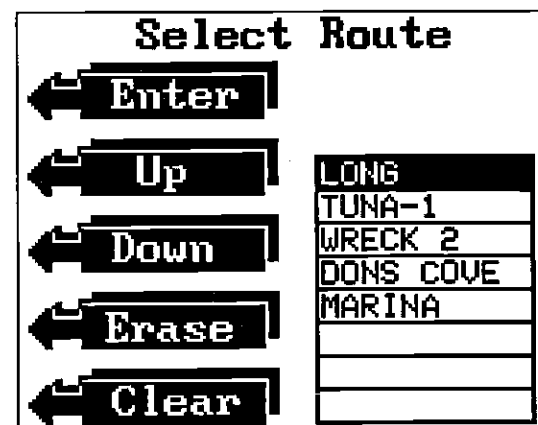 Select Route
Enter
Up
Down
Erase
Clear
LONG
TUNA-1
WRECK 2
DONS COVE
MARINA